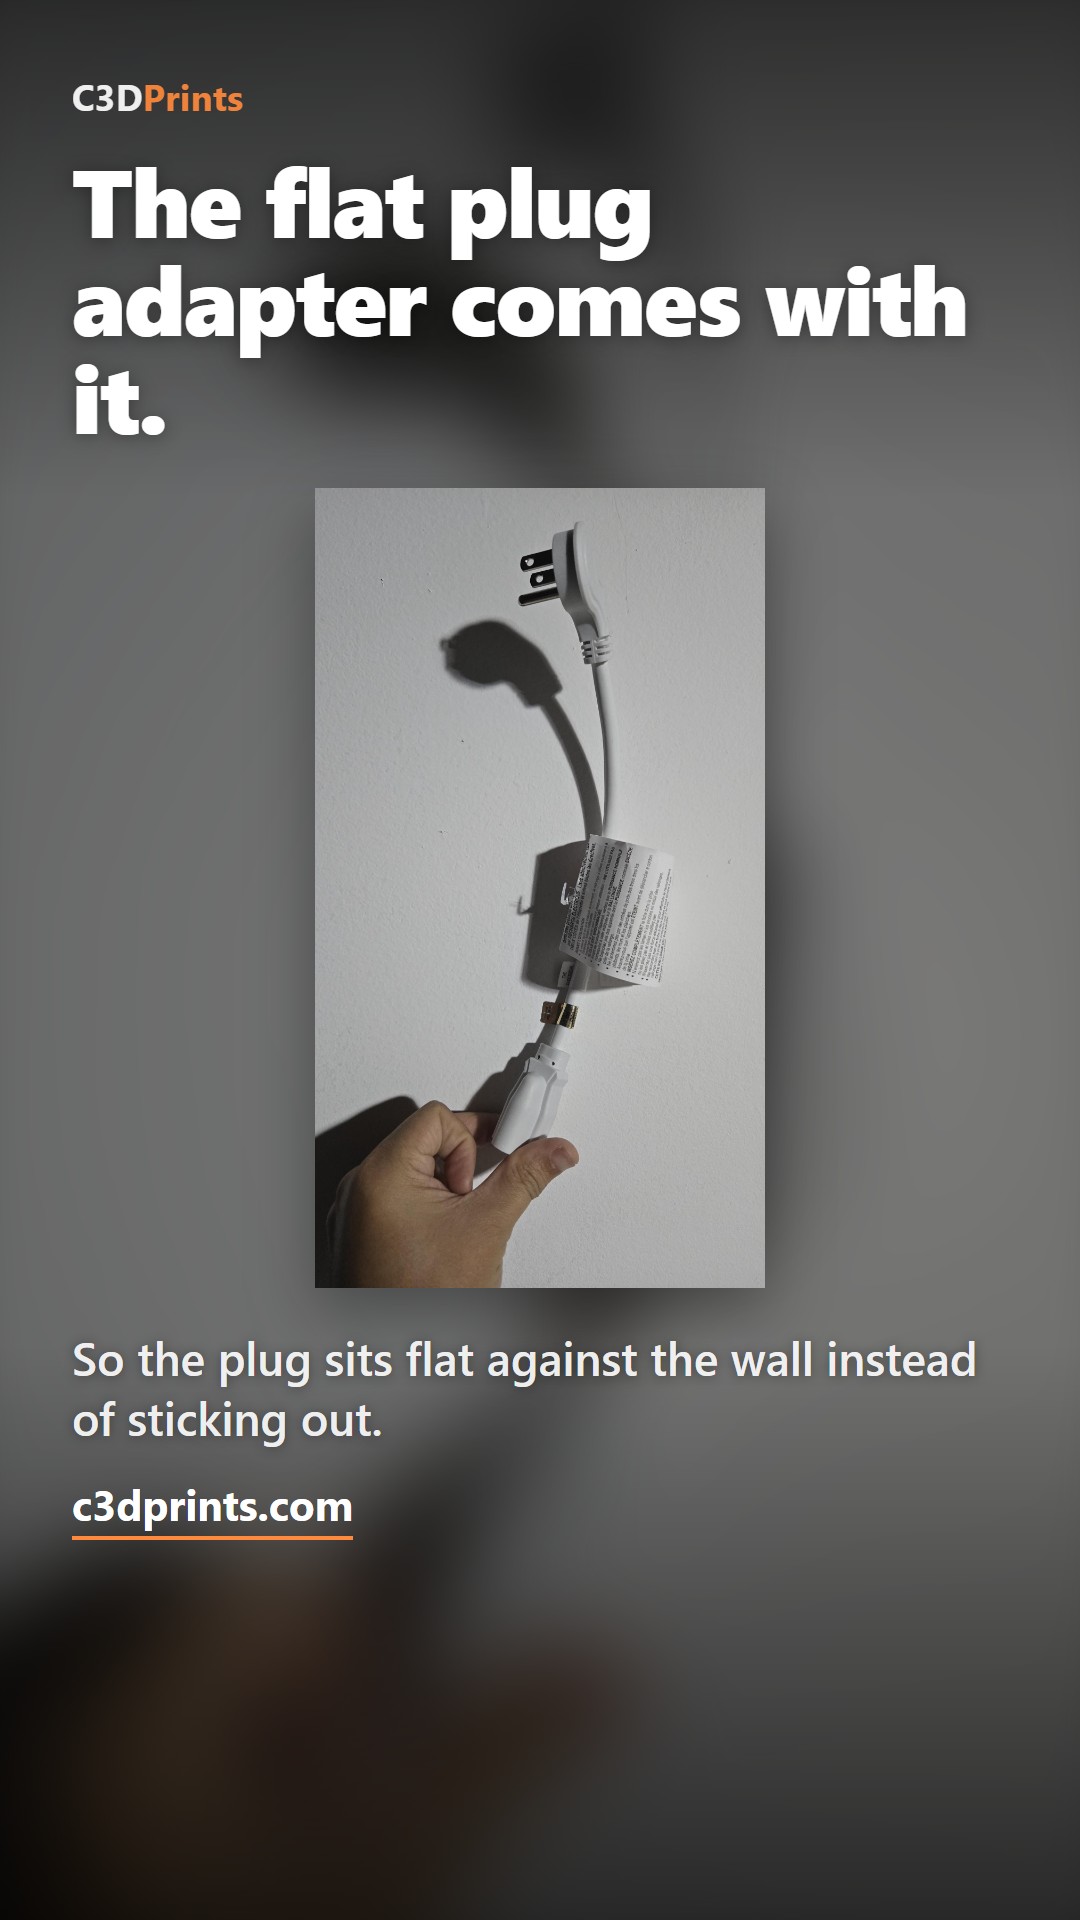 C3DPrints
The flat plug
adapter comes with
it.
So the plug sits flat against the wall instead
of sticking out.
c3dprints.com